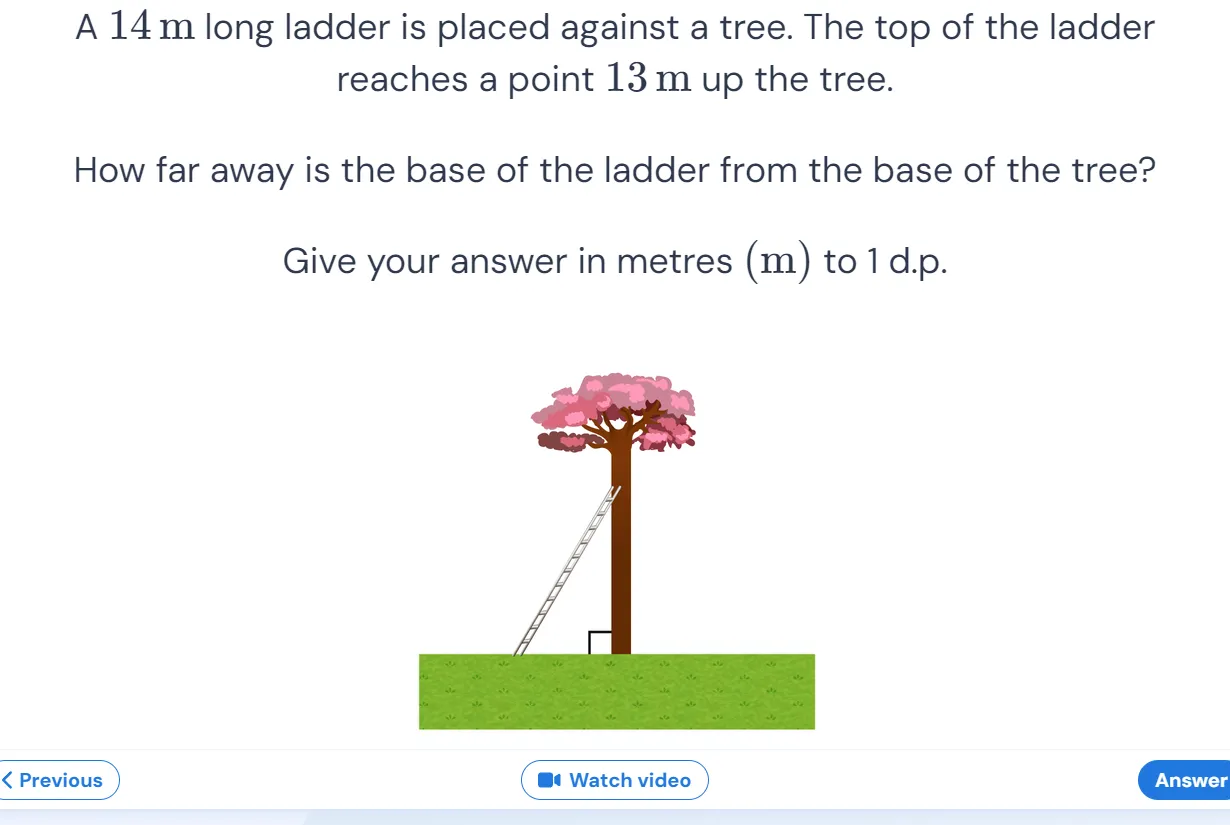 A 14 m long ladder is placed against a tree. The top of the ladder
reaches a point 13 m up the tree.
How far away is the base of the ladder from the base of the tree?
Give your answer in metres (m) to 1 d.p.
Previous
Watch video
Answer